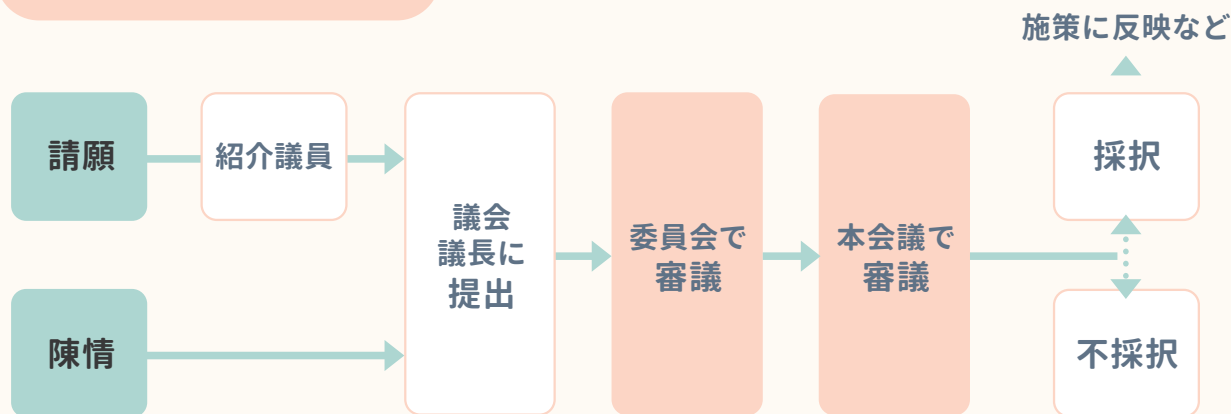 施策に反映など
請願
紹介議員
議会
議長に
提出
委員会で
審議
本会議で
審議
採択
陳情
不採択